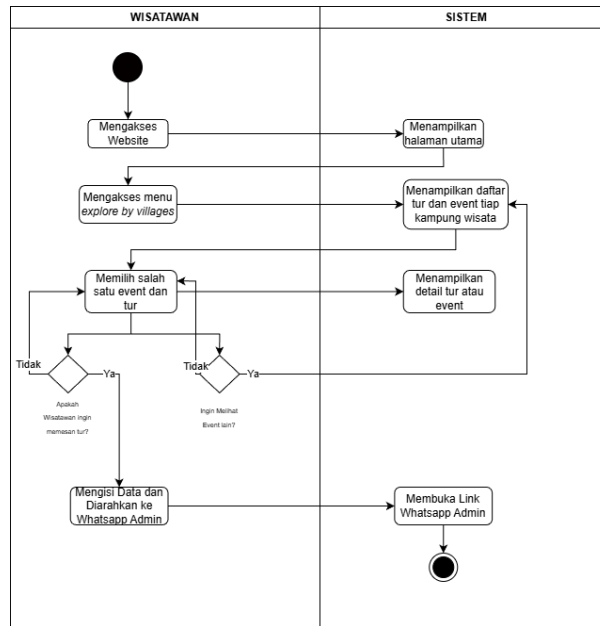 WISATAWAN
SISTEM
Mengakses
Website
Menampilkan
halaman utama
Mengakses menu
explore by villages
Menampilkan daftar
tur dan event tiap
kampung wisata
Memilih salah
satu event dan
tur
Menampilkan
detail tur atau
event
Tidak
Ya
Tidak
Ya
Apakah
Wisatawan ingin
memesan tur?
Ingin Melihat
Event lain?
Mengisi Data dan
Diarahkan ke
Whatsapp Admin
Membuka Link
Whatsapp Admin